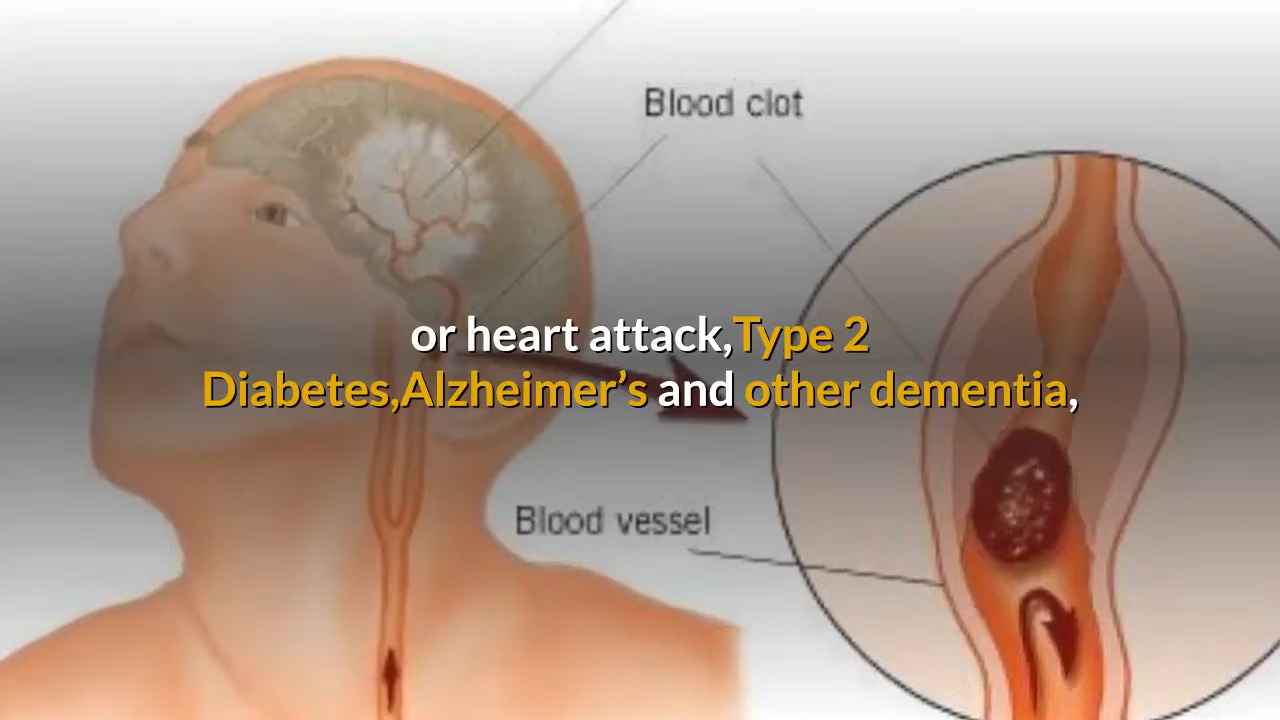 Blood clot
or heart attack,Type 2
Diabetes,Alzheimer’s and other dementia,
Blood vessel